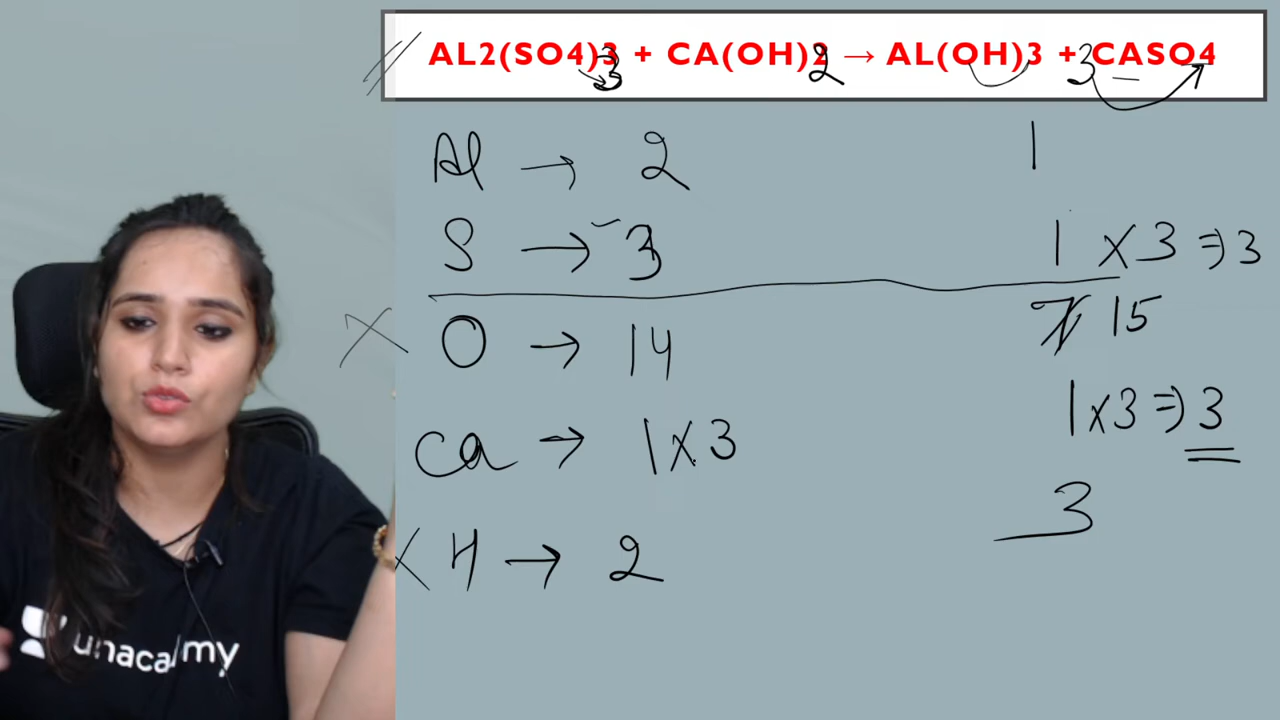 AL2(SO4)3 + CA(OH)2 → AL(OH)3 + CASO4
3 2 3
Al → 2 1
S → 3 1 × 3 ⇒ 3
O → 14 7 15
Ca → 1×3 1×3 ⇒ 3
H → 2 3
unacademy